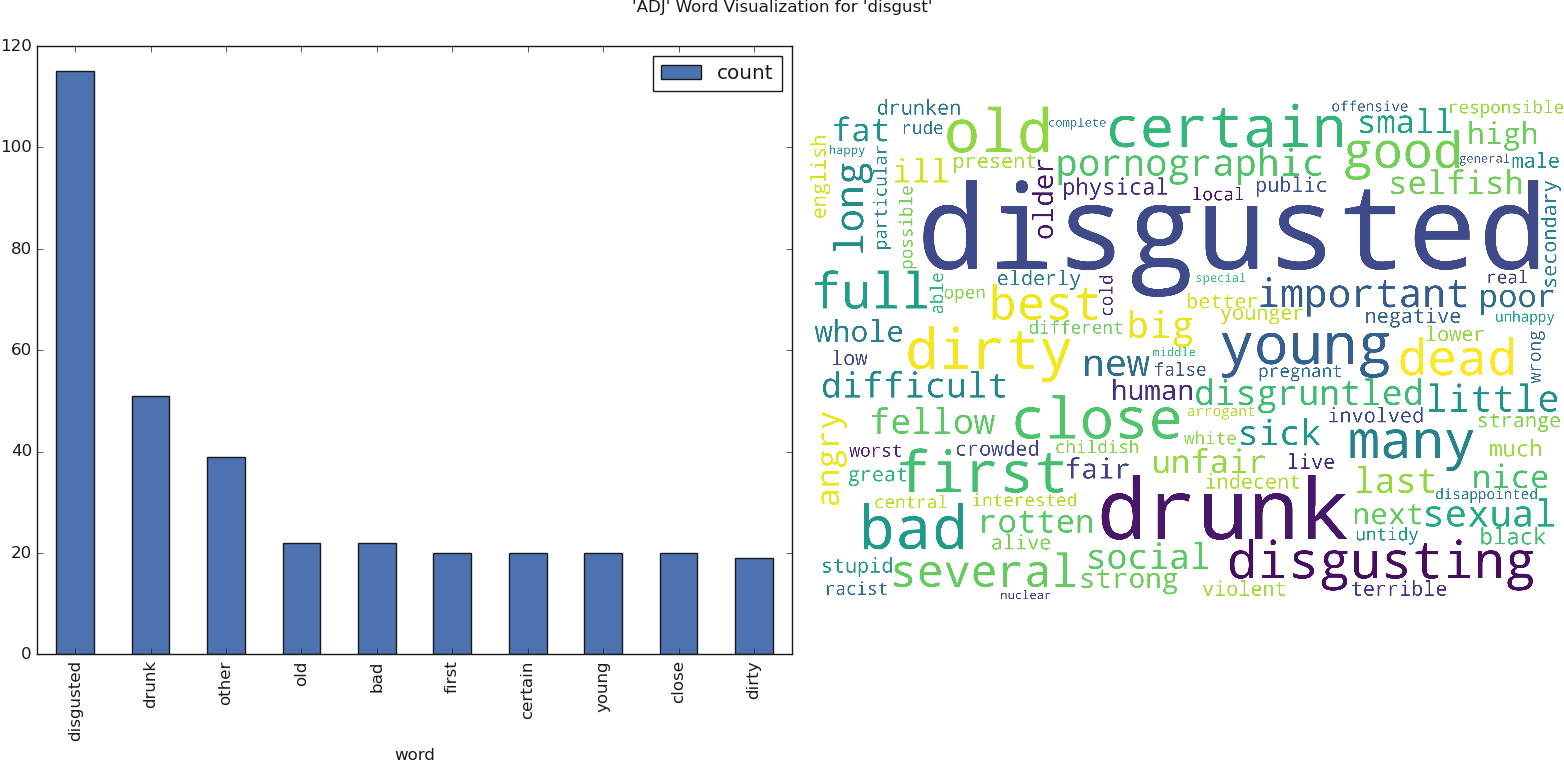 'ADJ' Word Visualization for 'disgust'
120
100
80
60
40
20
0
count
disgusted
drunk
other
old
bad
first
certain
young
close
dirty
word
drunken
offensive
responsible
fat
rude
old
complete
certain
small
high
english
happy
good
general
male
long
particular
ill
present
older
pornographic
selfish
possible
physical
local
public
disgusted
secondary
full
able
open
elderly
cold
special
real
best
better
important
poor
whole
different
big
younger
negative
unhappy
low
dirty
new
middle
false
young
pregnant
dead
lower
wrong
difficult
human
disgruntled
little
angry
fellow
close
arrogant
involved
strange
worst
crowded
childish
white
sick
many
much
great
first
fair
unfair
live
last
nice
central
interested
drunk
indecent
disappointed
bad
rotten
next
sexual
alive
untidy
black
stupid
several
social
strong
disgusting
racist
nuclear
violent
terrible